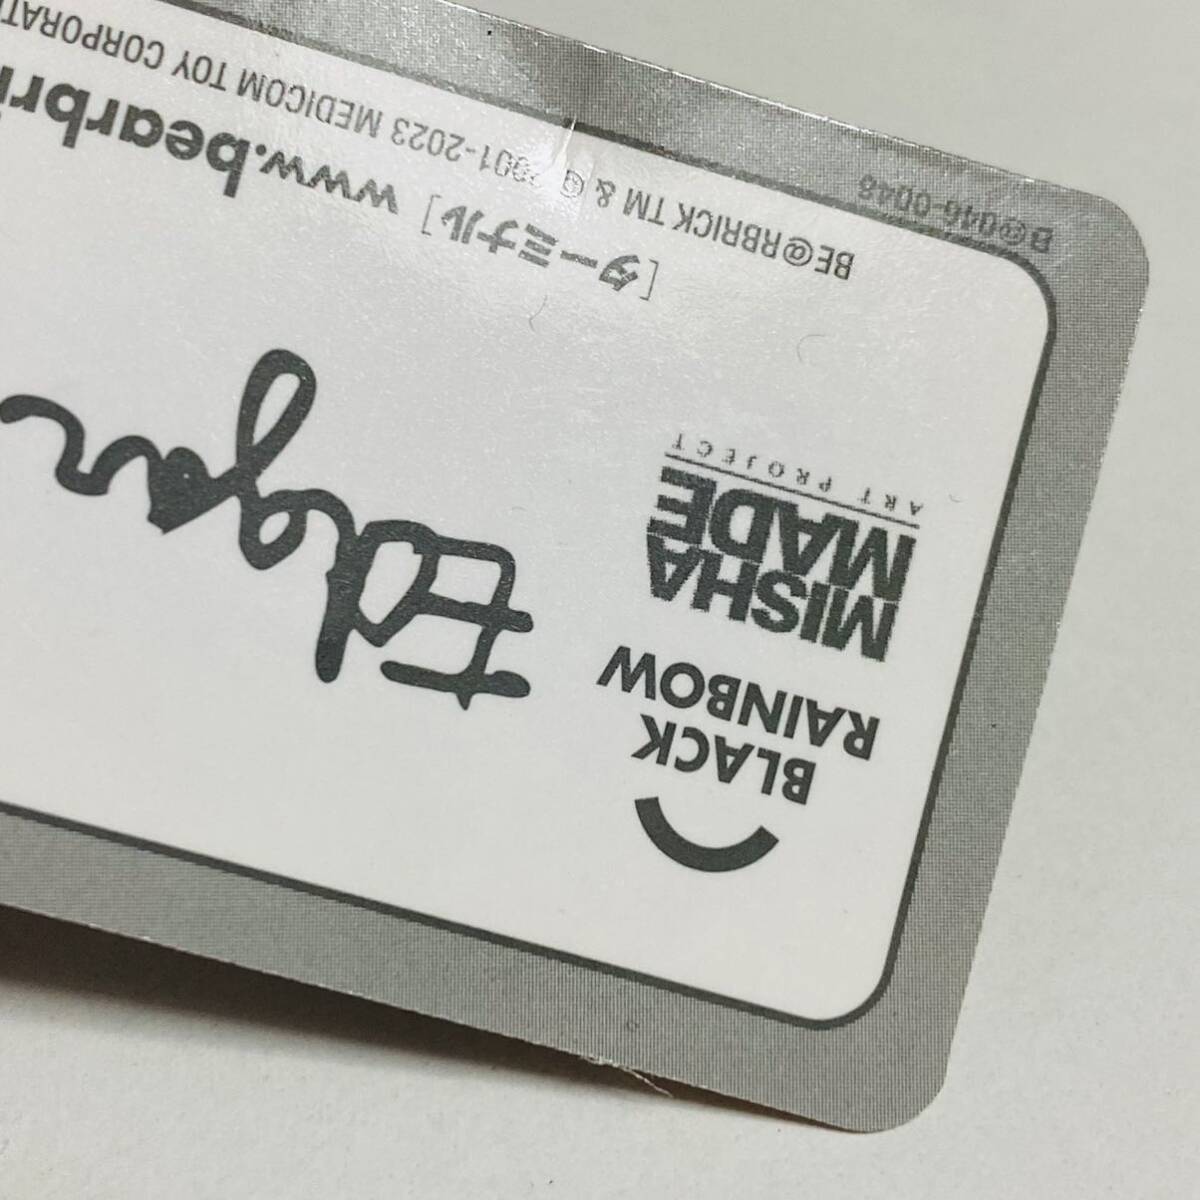 BLACK
RAINBOW
MISHA
MADE
ART PROJECT
Edgar
[ターミナル] www.bearbri
BE@RBRICK TM & © 2001-2023 MEDICOM TOY CORPORATI
B@046-0048